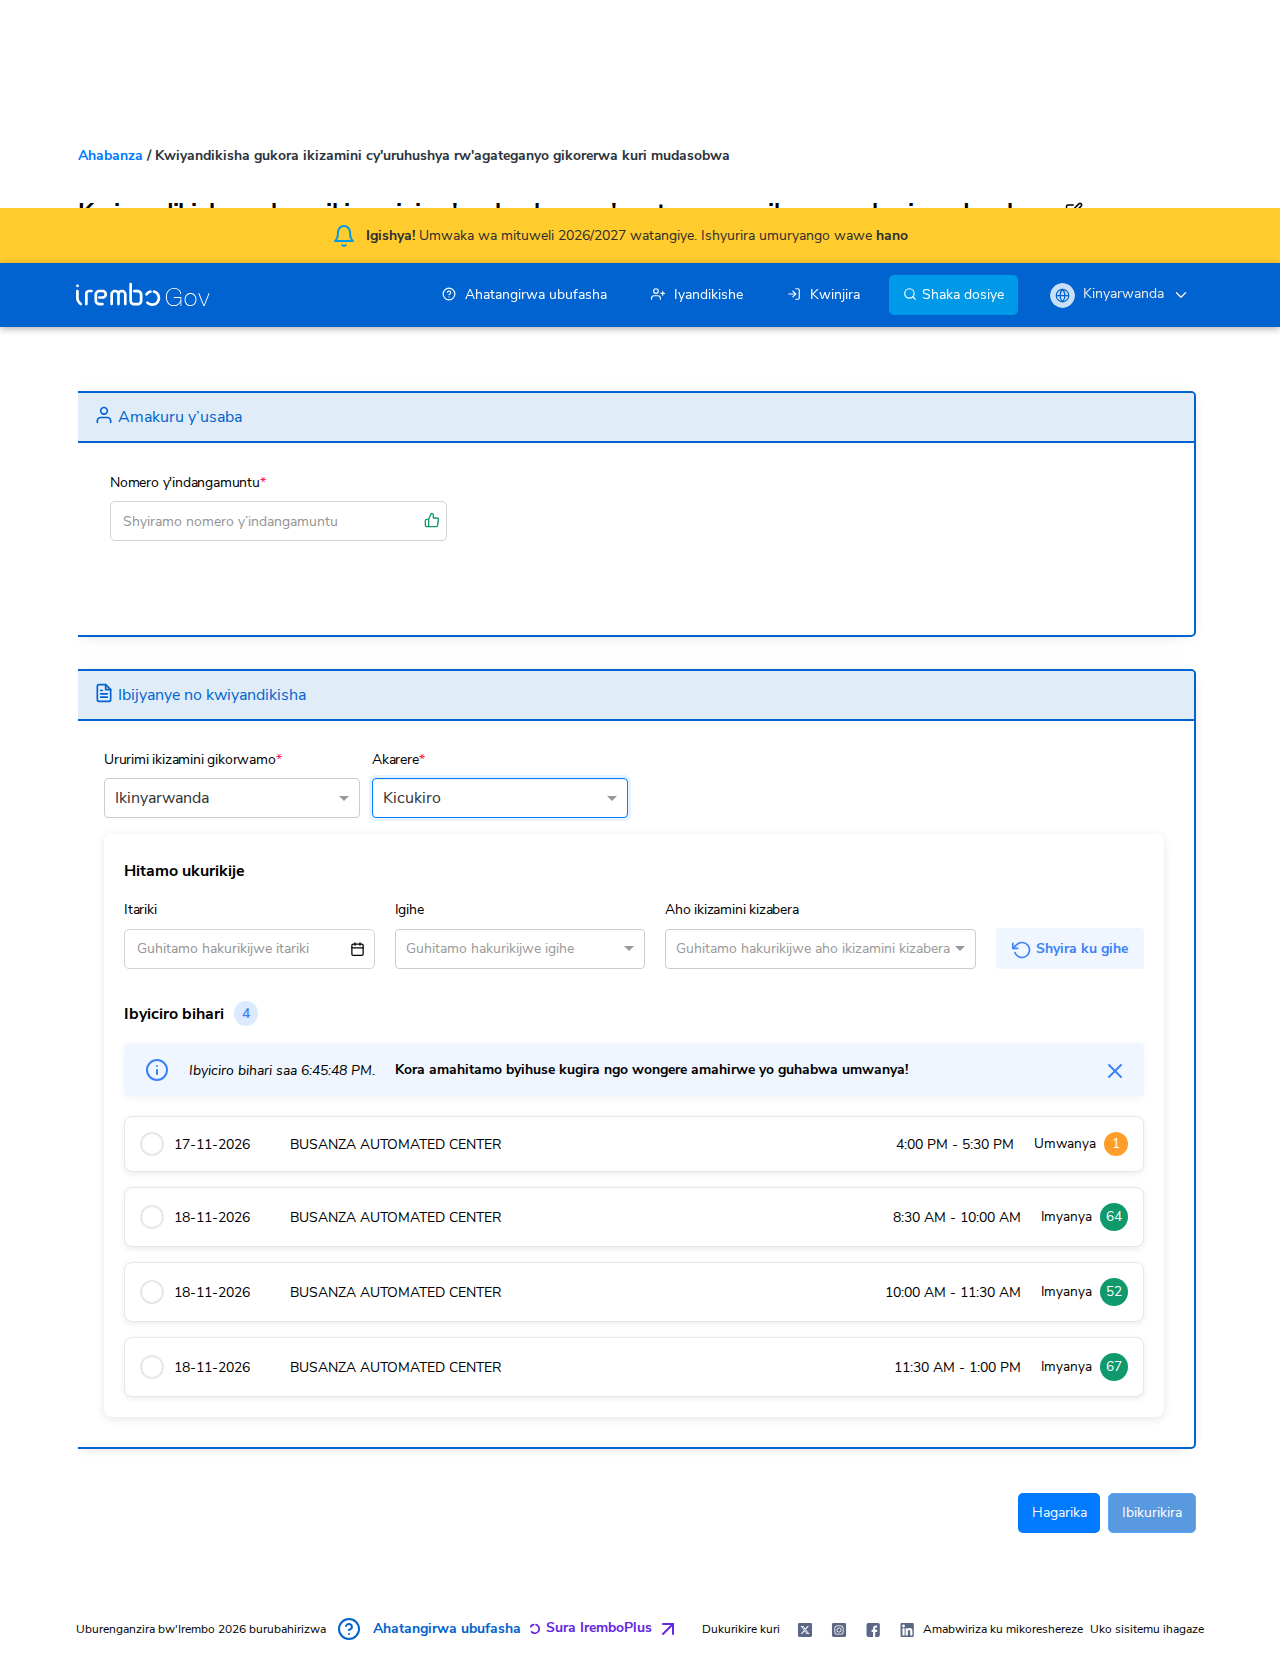 Ahabanza / Kwiyandikisha gukora ikizamini cy'uruhushya rw'agateganyo gikorerwa kuri mudasobwa
Igishya! Umwaka wa mituweli 2026/2027 watangiye. Ishyurira umuryango wawe hano
irembo Gov
Ahatangirwa ubufasha
Iyandikishe
Kwinjira
Shaka dosiye
Kinyarwanda
Amakuru y'usaba
Nomero y'indangamuntu*
Shyiramo nomero y'indangamuntu
Ibijyanye no kwiyandikisha
Ururimi ikizamini gikorwamo* Akarere*
Ikinyarwanda Kicukiro
Hitamo ukurikije
Itariki Igihe Aho ikizamini kizabera
Guhitamo hakurikijwe itariki Guhitamo hakurikijwe igihe Guhitamo hakurikijwe aho ikizamini kizabera Shyira ku gihe
Ibyiciro bihari 4
Ibyiciro bihari saa 6:45:48 PM. Kora amahitamo byihuse kugira ngo wongere amahirwe yo guhabwa umwanya!
17-11-2026 BUSANZA AUTOMATED CENTER 4:00 PM - 5:30 PM Umwanya 1
18-11-2026 BUSANZA AUTOMATED CENTER 8:30 AM - 10:00 AM Imyanya 64
18-11-2026 BUSANZA AUTOMATED CENTER 10:00 AM - 11:30 AM Imyanya 52
18-11-2026 BUSANZA AUTOMATED CENTER 11:30 AM - 1:00 PM Imyanya 67
Hagarika Ibikurikira
Uburenganzira bw'Irembo 2026 burubahirizwa Ahatangirwa ubufasha Sura IremboPlus Dukurikire kuri Amabwiriza ku mikoreshereze Uko sisitemu ihagaze